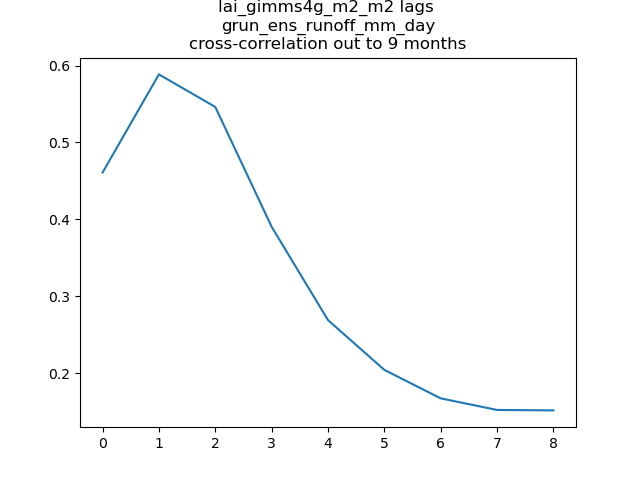 lai_gimms4g_m2_m2 lags
grun_ens_runoff_mm_day
cross-correlation out to 9 months
0.6
0.5
0.4
0.3
0.2
0 1 2 3 4 5 6 7 8